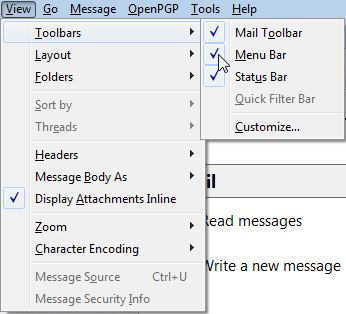 View Go Message OpenPGP Tools Help
Toolbars
Layout
Folders
Sort by
Threads
Headers
Message Body As
Display Attachments Inline
Zoom
Character Encoding
Message Source Ctrl+U
Message Security Info
Mail Toolbar
Menu Bar
Status Bar
Quick Filter Bar
Customize...
il
Read messages
Write a new message